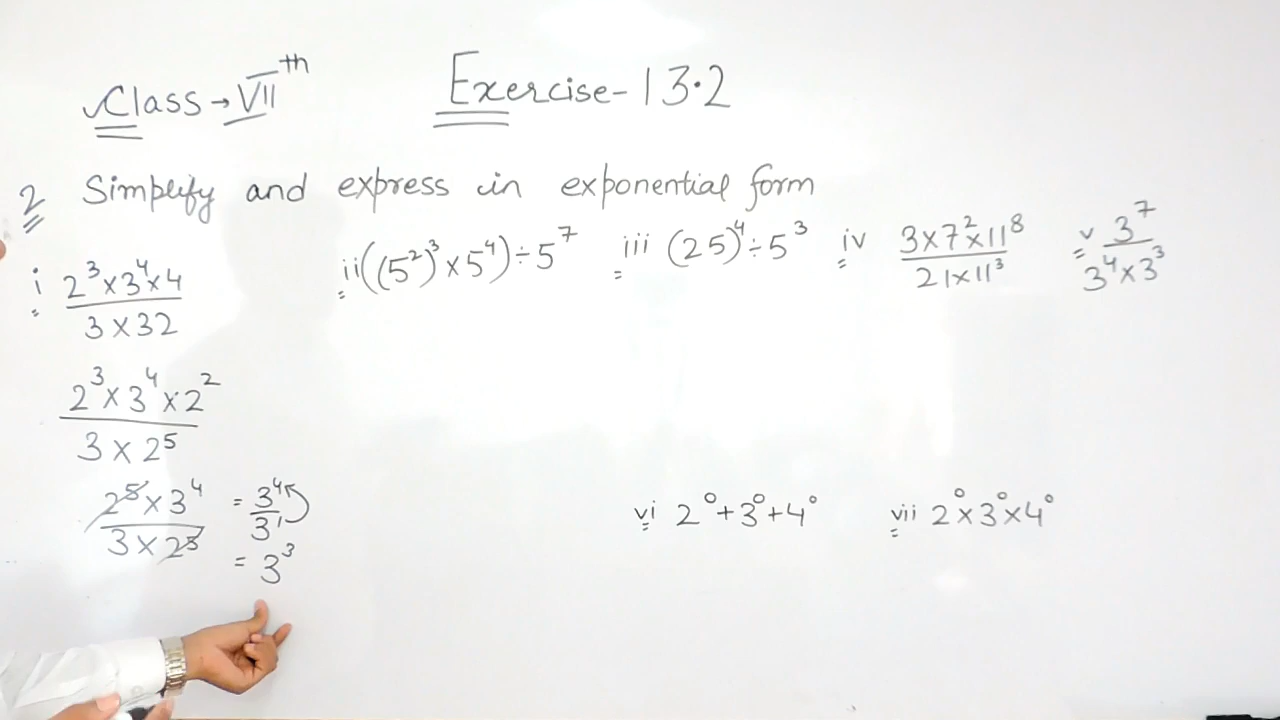 Class → VIIth
Exercise - 13.2
2 Simplify and express in exponential form
i 2³×3⁴×4 / 3×32
ii ((5²)³×5⁴)÷5⁷
iii (25)⁴÷5³
iv 3×7²×11⁸ / 21×11³
v 3⁷ / 3⁴×3³
2³×3⁴×2² / 3×2⁵
2⁵×3⁴ / 3×2⁵ = 3⁴ / 3¹
= 3³
vi 2⁰+3⁰+4⁰
vii 2⁰×3⁰×4⁰